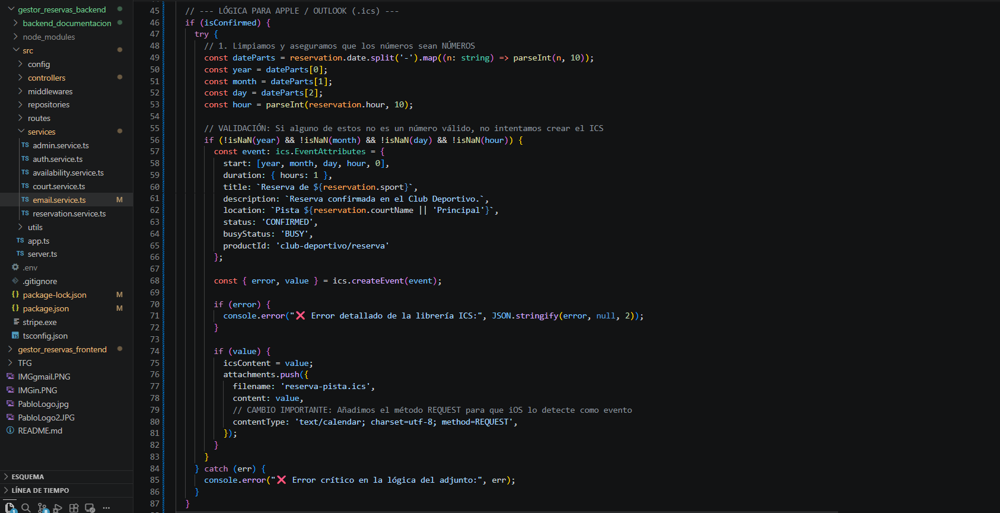 gestor_reservas_backend
backend_documentacion
node_modules
src
config
controllers
middlewares
repositories
routes
services
TS admin.service.ts
TS auth.service.ts
TS availability.service.ts
TS court.service.ts
TS email.service.ts M
TS reservation.service.ts
utils
TS app.ts
TS server.ts
.env
.gitignore
{} package-lock.json M
{} package.json M
stripe.exe
TS tsconfig.json
gestor_reservas_frontend
TFG
IMGgmail.PNG
IMGin.PNG
PabloLogo.jpg
PabloLogo2.JPG
README.md
ESQUEMA
LÍNEA DE TIEMPO
1
8
45 // --- LÓGICA PARA APPLE / OUTLOOK (.ics) ---
46 if (isConfirmed) {
47 try {
48 // 1. Limpiamos y aseguramos que los números sean NÚMEROS
49 const dateParts = reservation.date.split('-').map((n: string) => parseInt(n, 10));
50 const year = dateParts[0];
51 const month = dateParts[1];
52 const day = dateParts[2];
53 const hour = parseInt(reservation.hour, 10);
54
55 // VALIDACIÓN: Si alguno de estos no es un número válido, no intentamos crear el ICS
56 if (!isNaN(year) && !isNaN(month) && !isNaN(day) && !isNaN(hour)) {
57 const event: ics.EventAttributes = {
58 start: [year, month, day, hour, 0],
59 duration: { hours: 1 },
60 title: `Reserva de ${reservation.sport}`,
61 description: `Reserva confirmada en el Club Deportivo.`,
62 location: `Pista ${reservation.courtName || 'Principal'}`,
63 status: 'CONFIRMED',
64 busyStatus: 'BUSY',
65 productId: 'club-deportivo/reserva'
66 };
67
68 const { error, value } = ics.createEvent(event);
69
70 if (error) {
71 console.error("❌ Error detallado de la librería ICS:", JSON.stringify(error, null, 2));
72 }
73
74 if (value) {
75 icsContent = value;
76 attachments.push({
77 filename: 'reserva-pista.ics',
78 content: value,
79 // CAMBIO IMPORTANTE: Añadimos el método REQUEST para que iOS lo detecte como evento
80 contentType: 'text/calendar; charset=utf-8; method=REQUEST',
81 });
82 }
83 }
84 } catch (err) {
85 console.error("❌ Error crítico en la lógica del adjunto:", err);
86 }
87 }